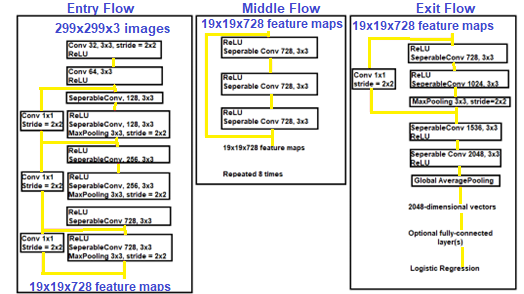 Entry Flow
299x299x3 images
Conv 32, 3x3, stride = 2x2
ReLU
Conv 64, 3x3
ReLU
SeperableConv, 128, 3x3
Conv 1x1
Stride = 2x2
ReLU
SeperableConv, 128, 3x3
MaxPooling 3x3, stride = 2x2
ReLU
SeperableConv, 256, 3x3
Conv 1x1
Stride = 2x2
ReLU
SeperableConv, 256, 3x3
MaxPooling 3x3, stride = 2x2
ReLU
SeperableConv 728, 3x3
Conv 1x1
Stride = 2x2
ReLU
SeperableConv 728, 3x3
MaxPooling 3x3, stride = 2x2
19x19x728 feature maps
Middle Flow
19x19x728 feature maps
ReLU
Seperable Conv 728, 3x3
ReLU
Seperable Conv 728, 3x3
ReLU
Seperable Conv 728, 3x3
19x19x728 feature maps
Repeated 8 times
Exit Flow
19x19x728 feature maps
ReLU
SeperableConv 728, 3x3
Conv 1x1
stride = 2x2
ReLU
SeperableConv 1024, 3x3
MaxPooling 3x3, stride=2x2
SeperableConv 1536, 3x3
ReLU
Seperable Conv 2048, 3x3
ReLU
Global AveragePooling
2048-dimensional vectors
Optional fully-connected
layer(s)
Logistic Regression